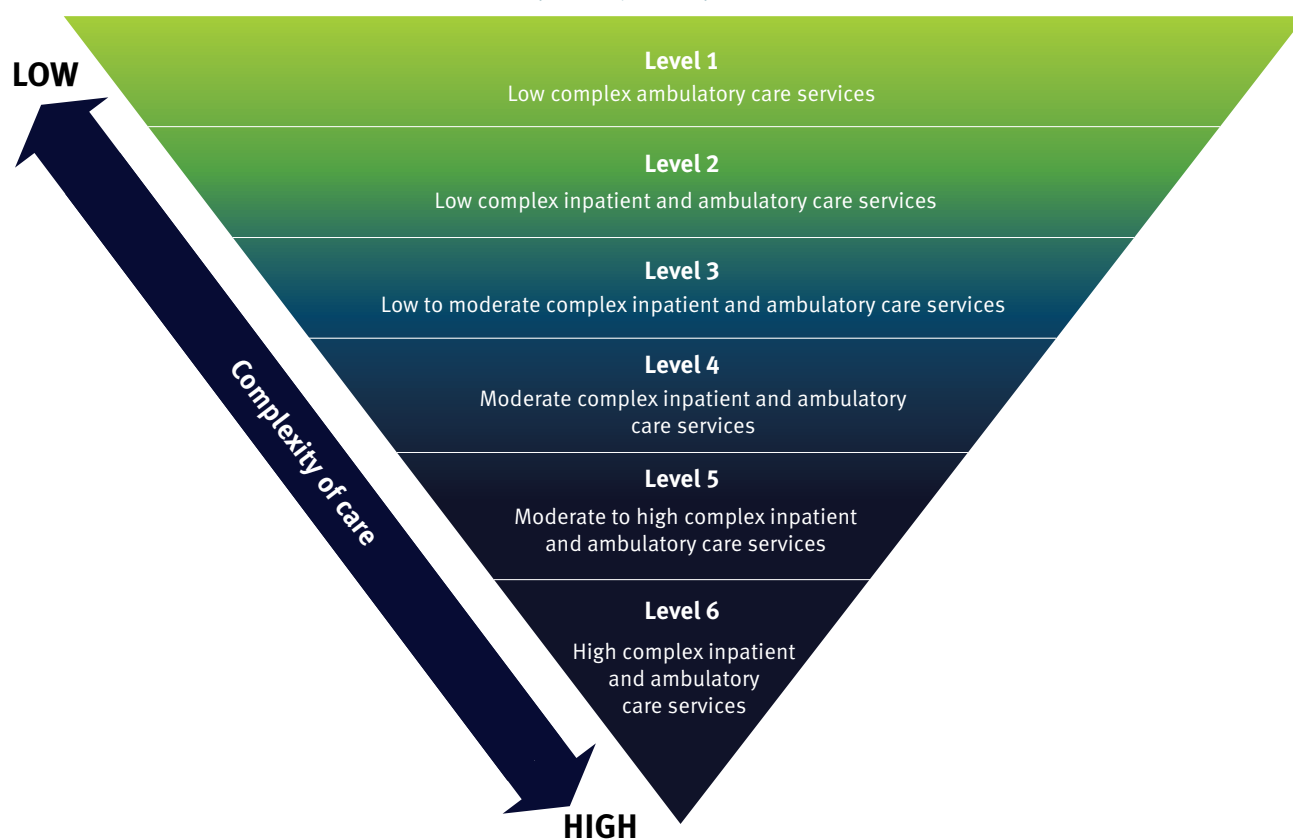 LOW
Level 1
Low complex ambulatory care services
Level 2
Low complex inpatient and ambulatory care services
Level 3
Low to moderate complex inpatient and ambulatory care services
Level 4
Moderate complex inpatient and ambulatory
care services
Complexity of care
Level 5
Moderate to high complex inpatient
and ambulatory care services
Level 6
High complex inpatient
and ambulatory
care services
HIGH